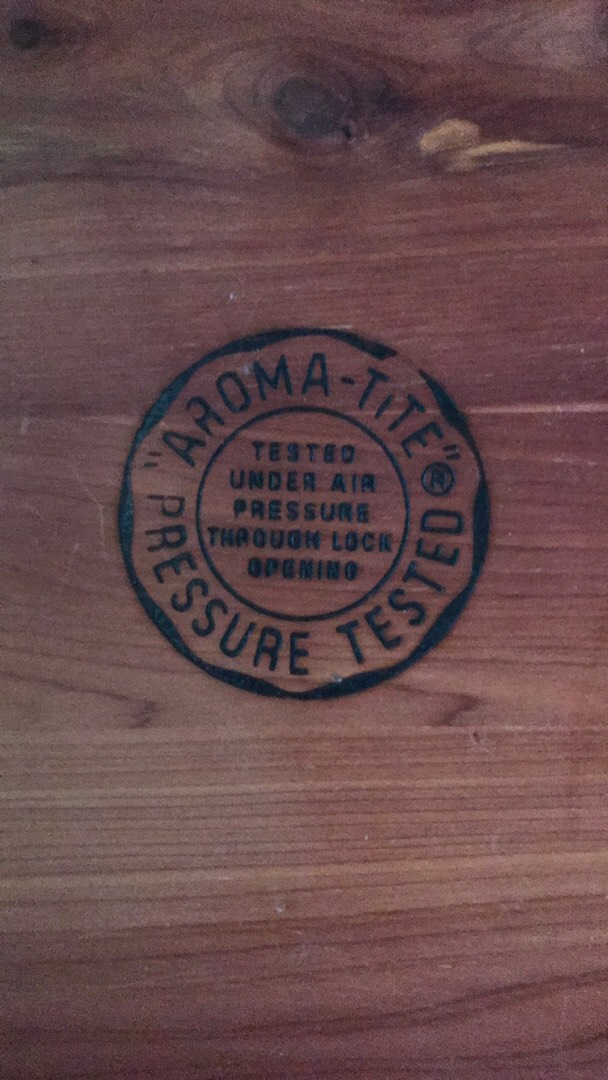 "AROMA-TITE"®
TESTED
UNDER AIR
PRESSURE
THROUGH LOCK
OPENING
PRESSURE TESTED